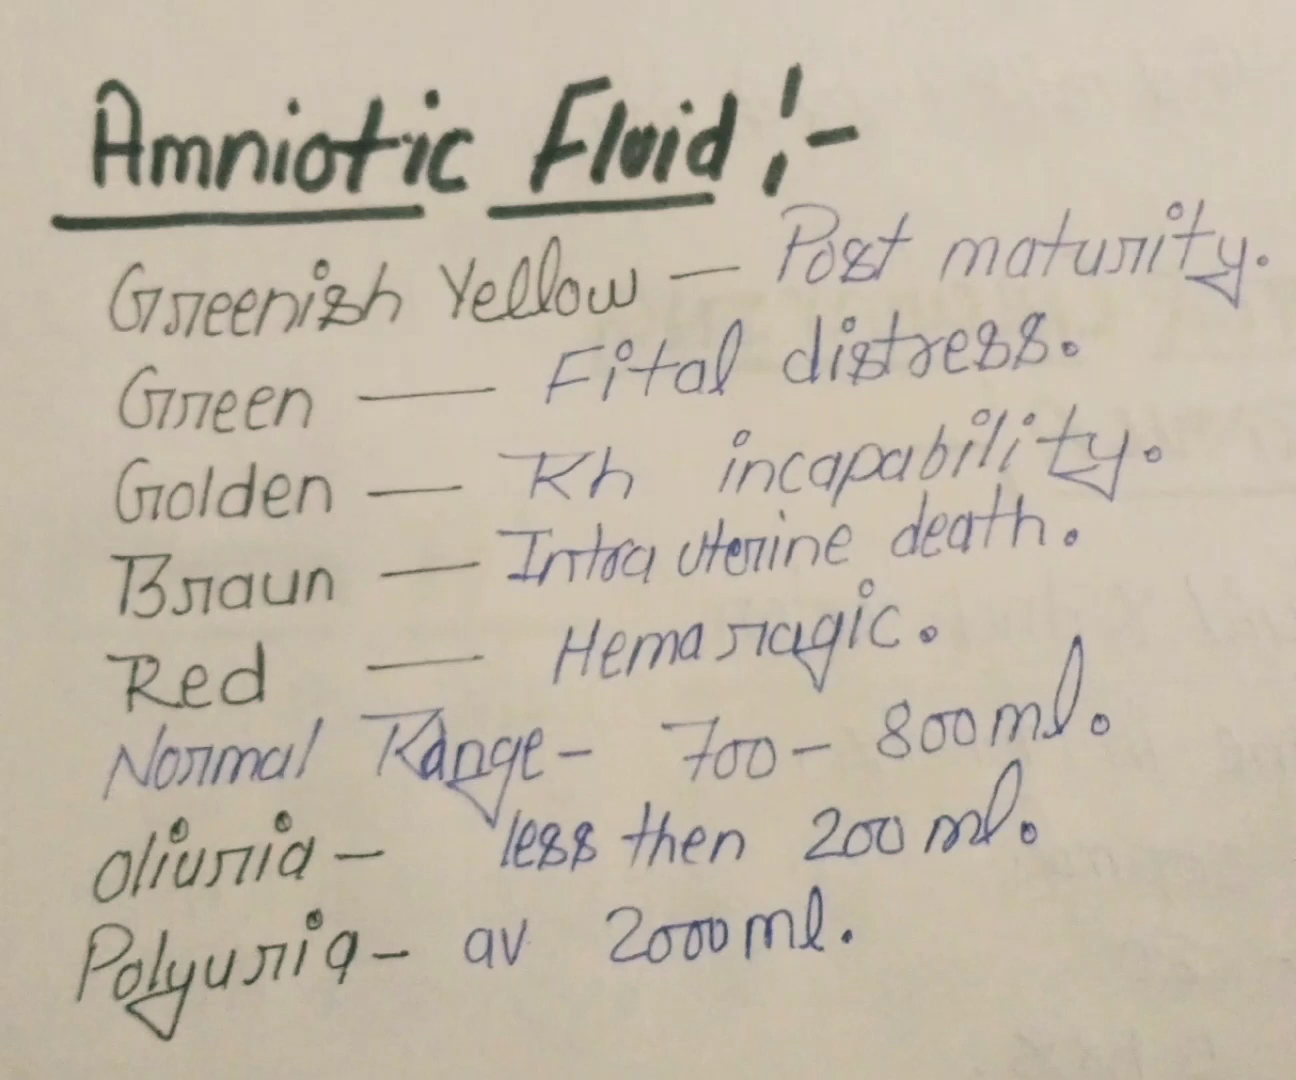 Amniotic Fluid :-
Greenish Yellow — Post maturity.
Green — Fital distress.
Golden — Rh incapability.
Braun — Intra uterine death.
Red — Hemaragic.
Normal Range - 700 - 800 ml.
oliuria - less then 200 ml.
Polyuria - av 2000 ml.